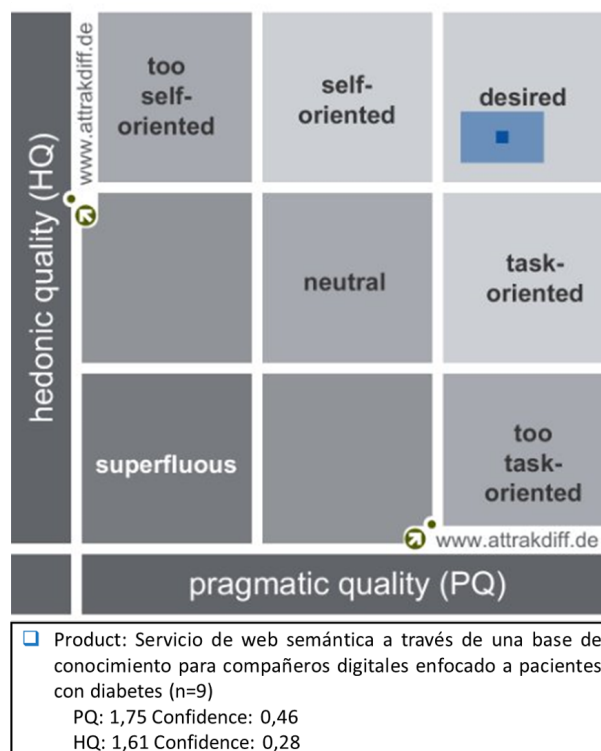 www.attrakdiff.de
hedonic quality (HQ)
too
self-
oriented
self-
oriented
desired
neutral
task-
oriented
superfluous
too
task-
oriented
www.attrakdiff.de
pragmatic quality (PQ)
Product: Servicio de web semántica a través de una base de
conocimiento para compañeros digitales enfocado a pacientes
con diabetes (n=9)
PQ: 1,75 Confidence: 0,46
HQ: 1,61 Confidence: 0,28